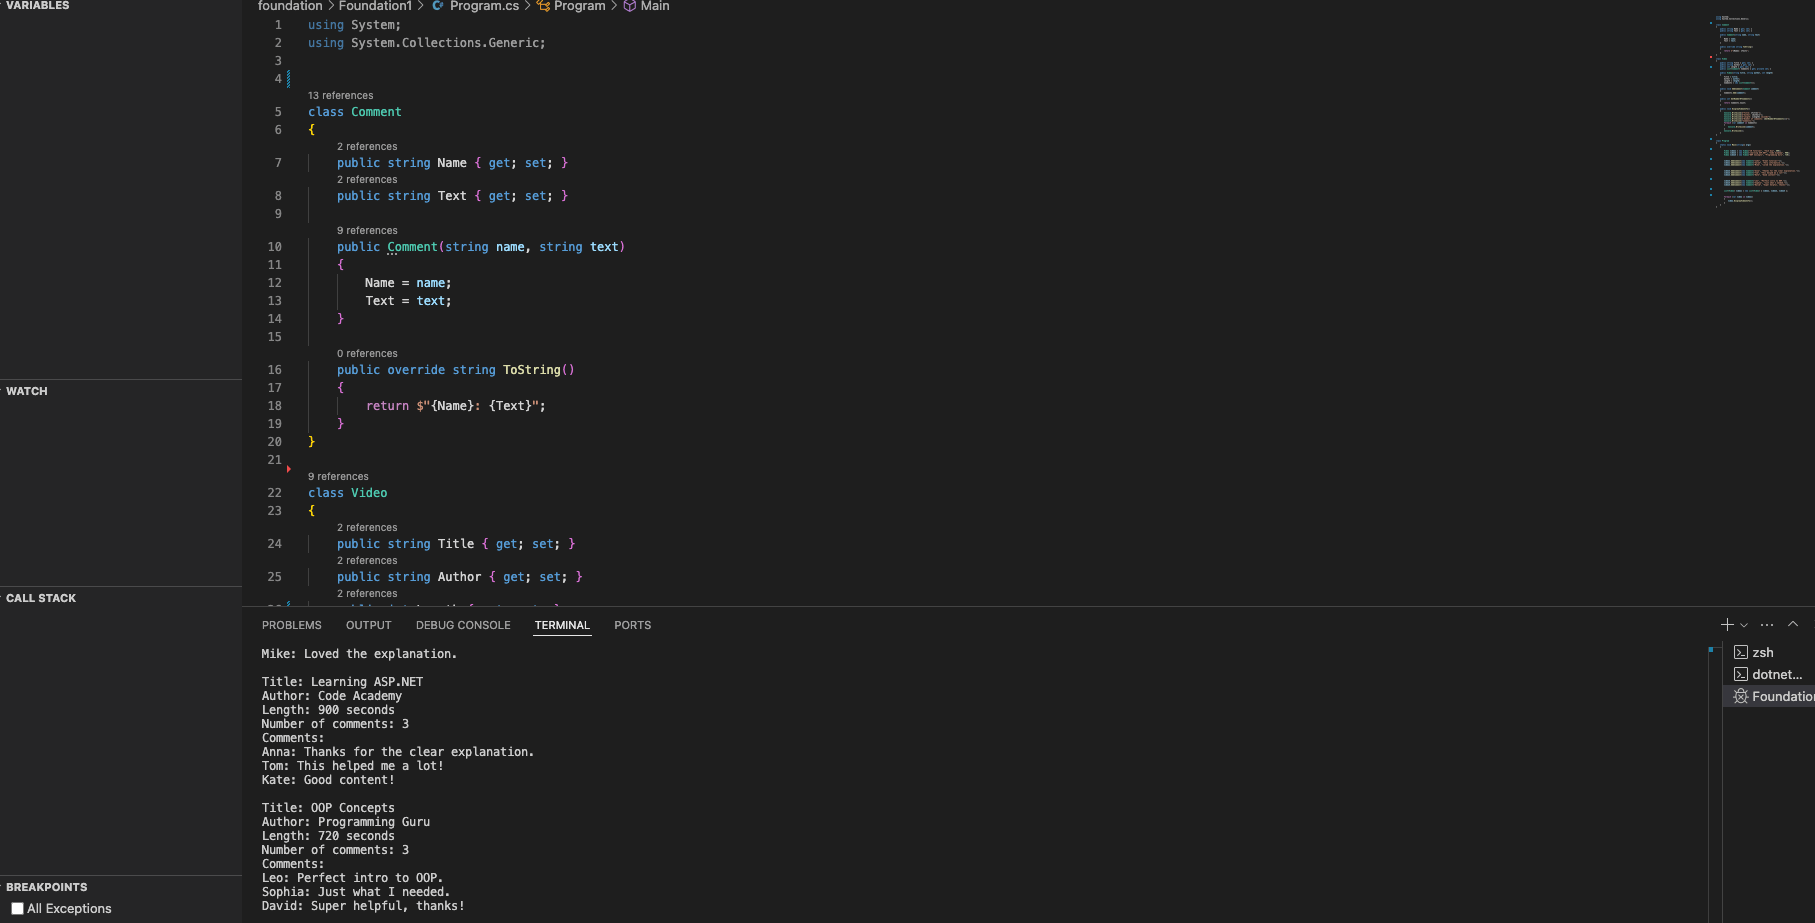 VARIABLES
foundation > Foundation1 > C# Program.cs > Program > Main
1 using System;
2 using System.Collections.Generic;
3
4
13 references
5 class Comment
6 {
2 references
7 public string Name { get; set; }
2 references
8 public string Text { get; set; }
9
9 references
10 public Comment(string name, string text)
11 {
12 Name = name;
13 Text = text;
14 }
15
0 references
16 public override string ToString()
17 {
18 return $"{Name}: {Text}";
19 }
20 }
21
9 references
22 class Video
23 {
2 references
24 public string Title { get; set; }
2 references
25 public string Author { get; set; }
2 references
WATCH
CALL STACK
BREAKPOINTS
All Exceptions
PROBLEMS OUTPUT DEBUG CONSOLE TERMINAL PORTS
Mike: Loved the explanation.
Title: Learning ASP.NET
Author: Code Academy
Length: 900 seconds
Number of comments: 3
Comments:
Anna: Thanks for the clear explanation.
Tom: This helped me a lot!
Kate: Good content!
Title: OOP Concepts
Author: Programming Guru
Length: 720 seconds
Number of comments: 3
Comments:
Leo: Perfect intro to OOP.
Sophia: Just what I needed.
David: Super helpful, thanks!
zsh
dotnet...
Foundation